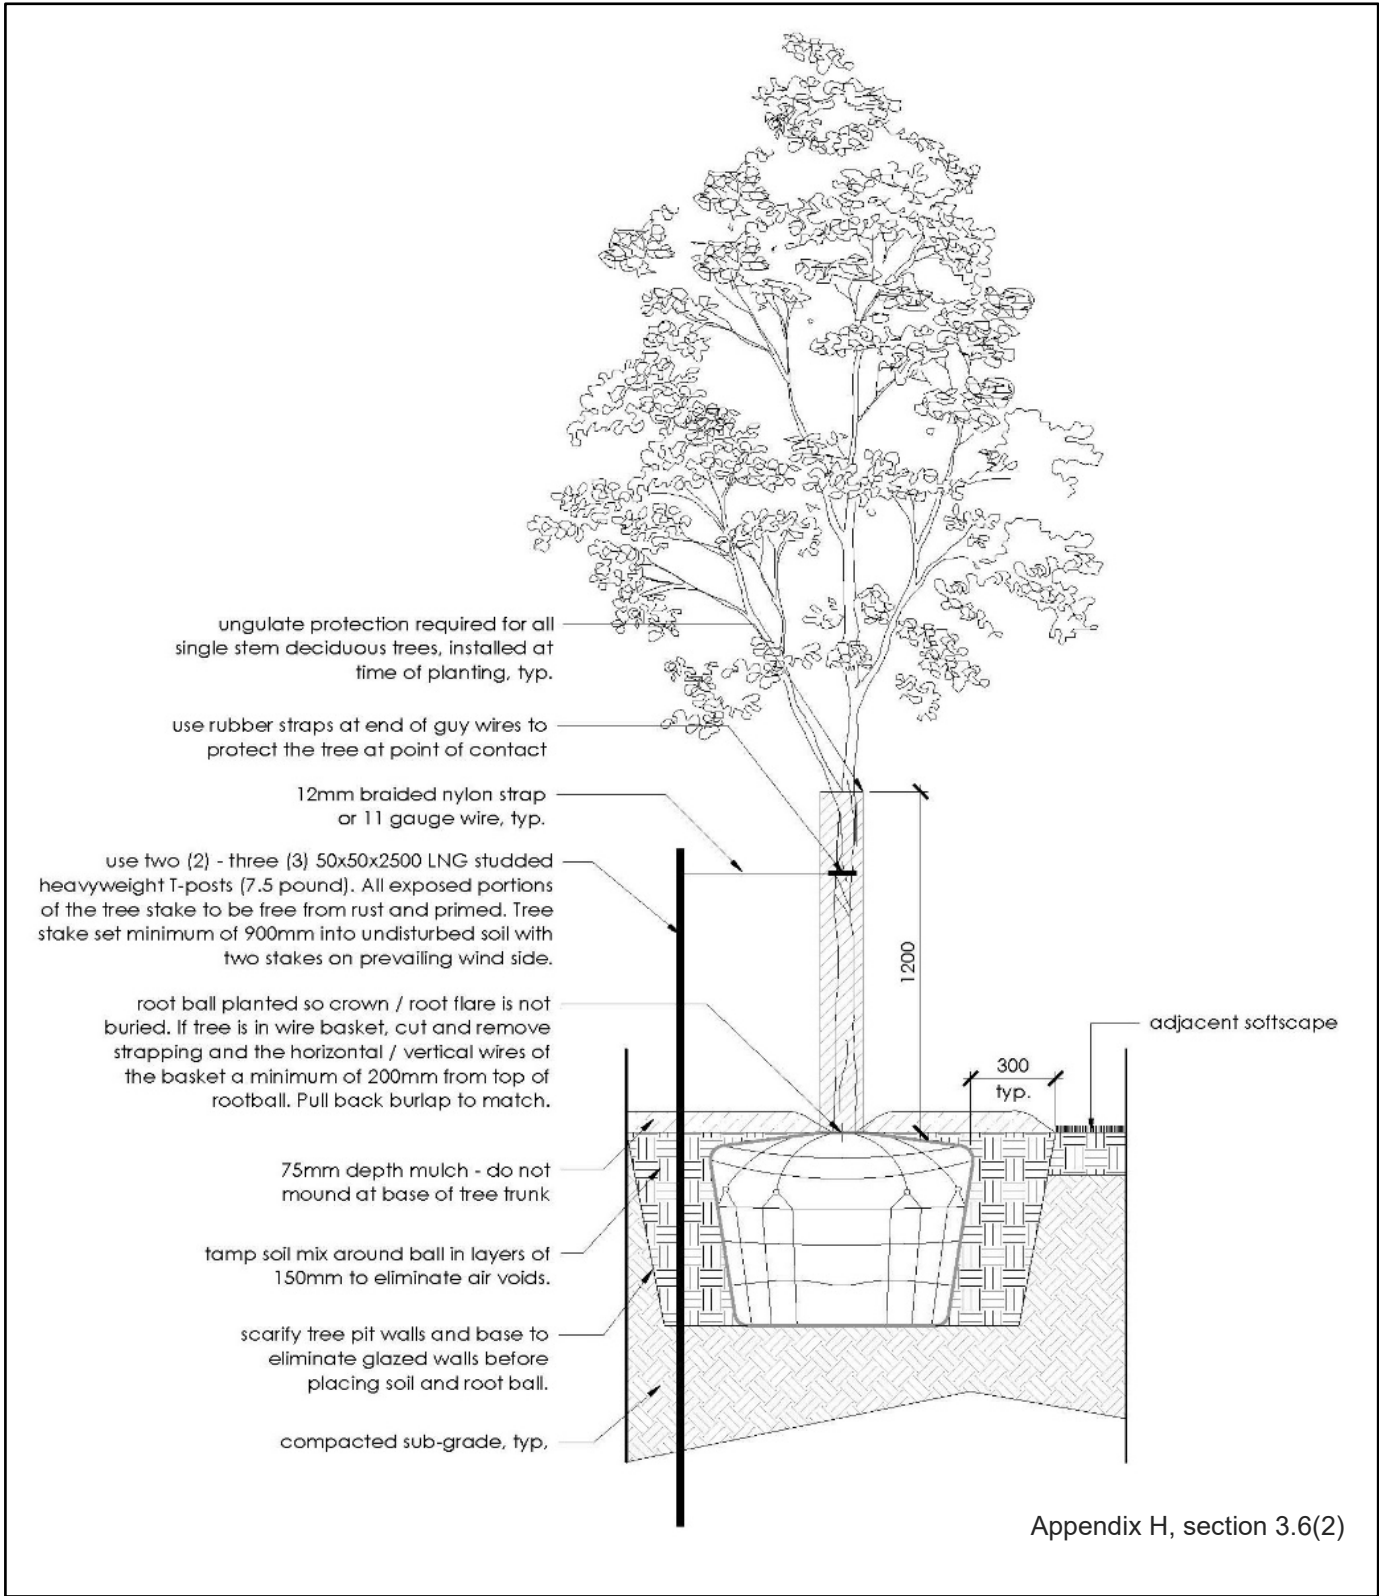 ungulate protection required for all
single stem deciduous trees, installed at
time of planting, typ.
use rubber straps at end of guy wires to
protect the tree at point of contact
12mm braided nylon strap
or 11 gauge wire, typ.
use two (2) - three (3) 50x50x2500 LNG studded
heavyweight T-posts (7.5 pound). All exposed portions
of the tree stake to be free from rust and primed. Tree
stake set minimum of 900mm into undisturbed soil with
two stakes on prevailing wind side.
1200
root ball planted so crown / root flare is not
buried. If tree is in wire basket, cut and remove
strapping and the horizontal / vertical wires of
the basket a minimum of 200mm from top of
rootball. Pull back burlap to match.
adjacent softscape
300
typ.
75mm depth mulch - do not
mound at base of tree trunk
tamp soil mix around ball in layers of
150mm to eliminate air voids.
scarify tree pit walls and base to
eliminate glazed walls before
placing soil and root ball.
compacted sub-grade, typ,
Appendix H, section 3.6(2)